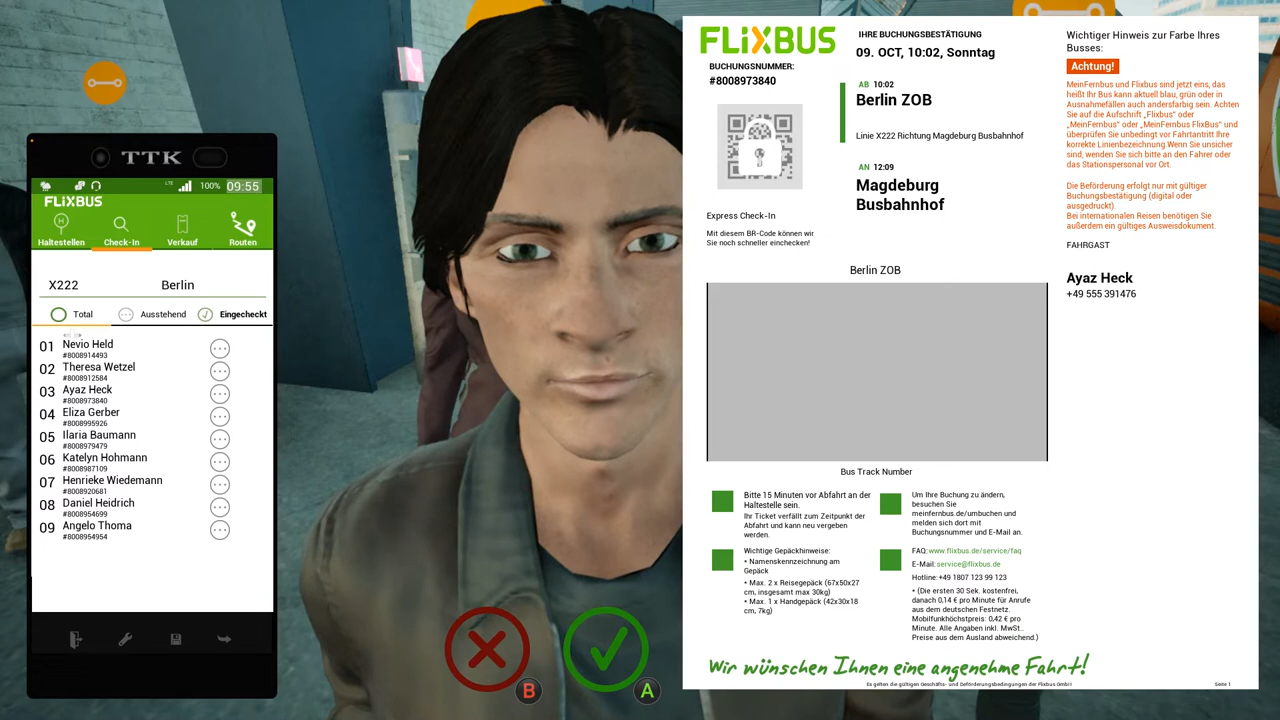 TTK
LTE
100%
09:55
FLiXBUS
Haltestellen
Check-In
Verkauf
Routen
X222
Berlin
Total
Ausstehend
Eingecheckt
01 Nevio Held
#8008914493
02 Theresa Wetzel
#8008912584
03 Ayaz Heck
#8008973840
04 Eliza Gerber
#8008995926
05 Ilaria Baumann
#8008979479
06 Katelyn Hohmann
#8008987109
07 Henrieke Wiedemann
#8008920681
08 Daniel Heidrich
#8008954699
09 Angelo Thoma
#8008954954
B
A
FLiXBUS
BUCHUNGSNUMMER:
#8008973840
Express Check-In
Mit diesem BR-Code können wir
Sie noch schneller einchecken!
IHRE BUCHUNGSBESTÄTIGUNG
09. OCT, 10:02, Sonntag
AB 10:02
Berlin ZOB
Linie X222 Richtung Magdeburg Busbahnhof
AN 12:09
Magdeburg
Busbahnhof
Wichtiger Hinweis zur Farbe Ihres
Busses:
Achtung!
MeinFernbus und Flixbus sind jetzt eins, das
heißt Ihr Bus kann aktuell blau, grün oder in
Ausnahmefällen auch andersfarbig sein. Achten
Sie auf die Aufschrift „Flixbus“ oder
„MeinFernbus“ oder „MeinFernbus FlixBus“ und
überprüfen Sie unbedingt vor Fahrtantritt Ihre
korrekte Linienbezeichnung.Wenn Sie unsicher
sind, wenden Sie sich bitte an den Fahrer oder
das Stationspersonal vor Ort.
Die Beförderung erfolgt nur mit gültiger
Buchungsbestätigung (digital oder
ausgedruckt).
Bei internationalen Reisen benötigen Sie
außerdem ein gültiges Ausweisdokument.
FAHRGAST
Ayaz Heck
+49 555 391476
Berlin ZOB
Bus Track Number
Bitte 15 Minuten vor Abfahrt an der
Haltestelle sein.
Ihr Ticket verfällt zum Zeitpunkt der
Abfahrt und kann neu vergeben
werden.
Wichtige Gepäckhinweise:
• Namenskennzeichnung am
Gepäck
• Max. 2 x Reisegepäck (67x50x27
cm, insgesamt max 30kg)
• Max. 1 x Handgepäck (42x30x18
cm, 7kg)
Um Ihre Buchung zu ändern,
besuchen Sie
meinfernbus.de/umbuchen und
melden sich dort mit
Buchungsnummer und E-Mail an.
FAQ: www.flixbus.de/service/faq
E-Mail: service@flixbus.de
Hotline: +49 1807 123 99 123
• (Die ersten 30 Sek. kostenfrei,
danach 0,14 € pro Minute für Anrufe
aus dem deutschen Festnetz.
Mobilfunkhöchstpreis: 0,42 € pro
Minute. Alle Angaben inkl. MwSt..
Preise aus dem Ausland abweichend.)
Wir wünschen Ihnen eine angenehme Fahrt!
Es gelten die gültigen Geschäfts- und Beförderungsbedingungen der Flixbus GmbH
Seite 1